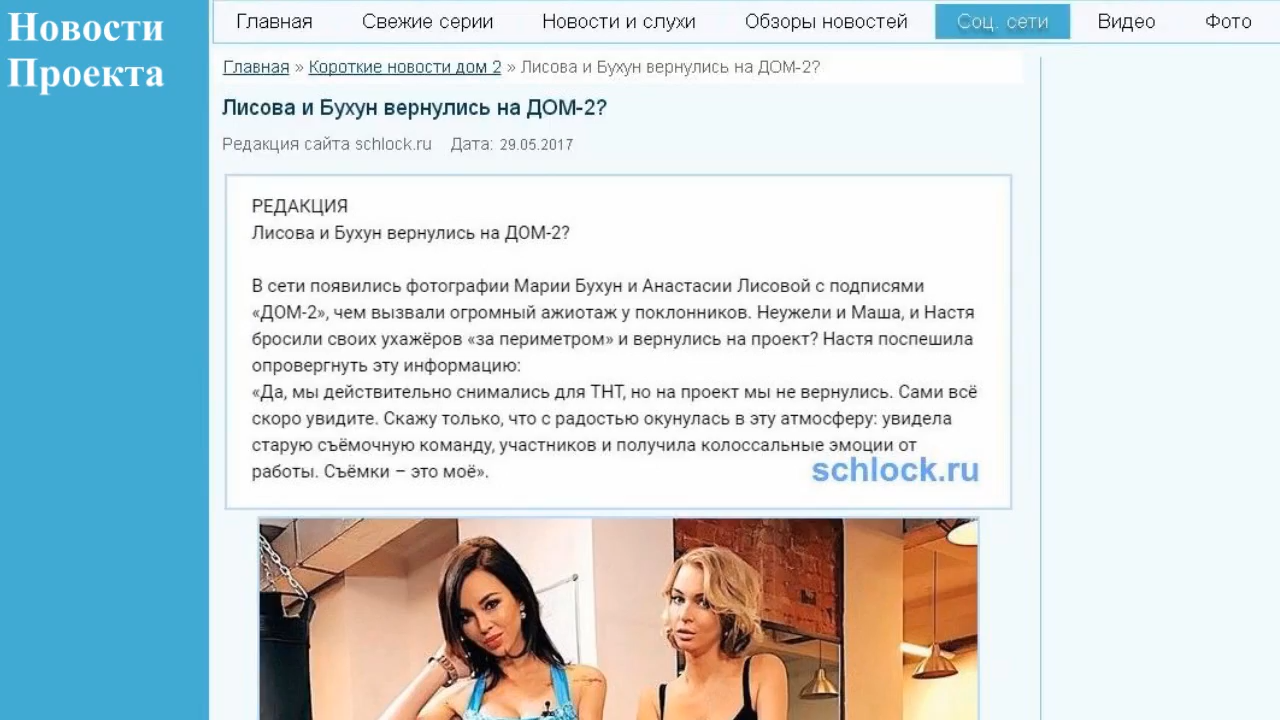 Новости
Проекта
Главная Свежие серии Новости и слухи Обзоры новостей Соц. сети Видео Фото
Главная » Короткие новости дом 2 » Лисова и Бухун вернулись на ДОМ-2?
Лисова и Бухун вернулись на ДОМ-2?
Редакция сайта schlock.ru Дата: 29.05.2017
РЕДАКЦИЯ
Лисова и Бухун вернулись на ДОМ-2?
В сети появились фотографии Марии Бухун и Анастасии Лисовой с подписями
«ДОМ-2», чем вызвали огромный ажиотаж у поклонников. Неужели и Маша, и Настя
бросили своих ухажёров «за периметром» и вернулись на проект? Настя поспешила
опровергнуть эту информацию:
«Да, мы действительно снимались для ТНТ, но на проект мы не вернулись. Сами всё
скоро увидите. Скажу только, что с радостью окунулась в эту атмосферу: увидела
старую съёмочную команду, участников и получила колоссальные эмоции от
работы. Съёмки – это моё».
schlock.ru